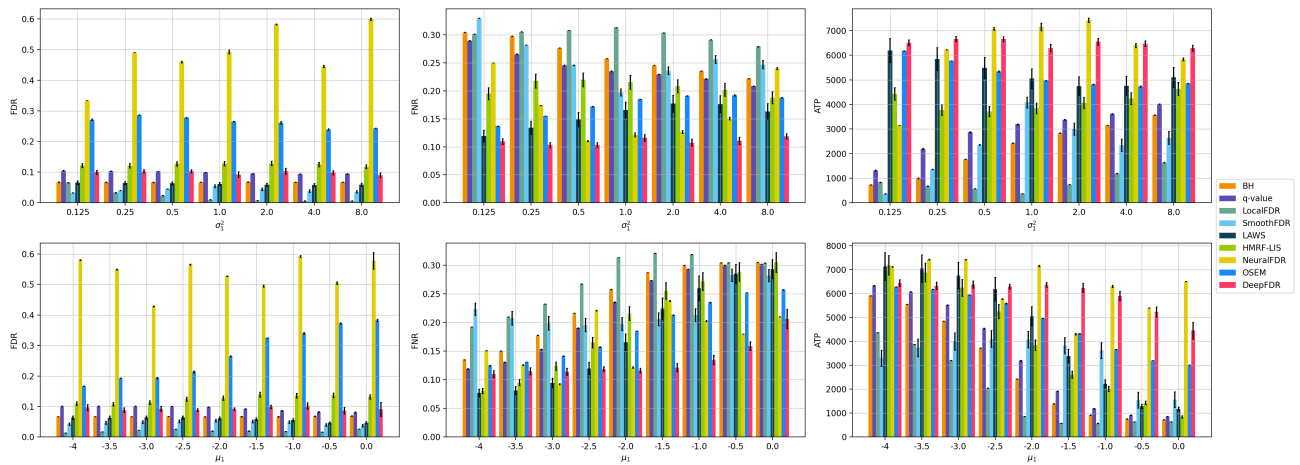 FDR
0.6
0.5
0.4
0.3
0.2
0.1
0.0
0.125 0.25 0.5 1.0 2.0 4.0 8.0
σ₁²
FNR
0.30
0.25
0.20
0.15
0.10
0.05
0.00
0.125 0.25 0.5 1.0 2.0 4.0 8.0
σ₁²
ATP
7000
6000
5000
4000
3000
2000
1000
0
0.125 0.25 0.5 1.0 2.0 4.0 8.0
σ₁²
BH
q-value
LocalFDR
SmoothFDR
LAWS
HMRF-LIS
NeuralFDR
OSEM
DeepFDR
FDR
0.6
0.5
0.4
0.3
0.2
0.1
0.0
-4 -3.5 -3.0 -2.5 -2.0 -1.5 -1.0 -0.5 0.0
μ₁
FNR
0.30
0.25
0.20
0.15
0.10
0.05
0.00
-4 -3.5 -3.0 -2.5 -2.0 -1.5 -1.0 -0.5 0.0
μ₁
ATP
8000
7000
6000
5000
4000
3000
2000
1000
0
-4 -3.5 -3.0 -2.5 -2.0 -1.5 -1.0 -0.5 0.0
μ₁